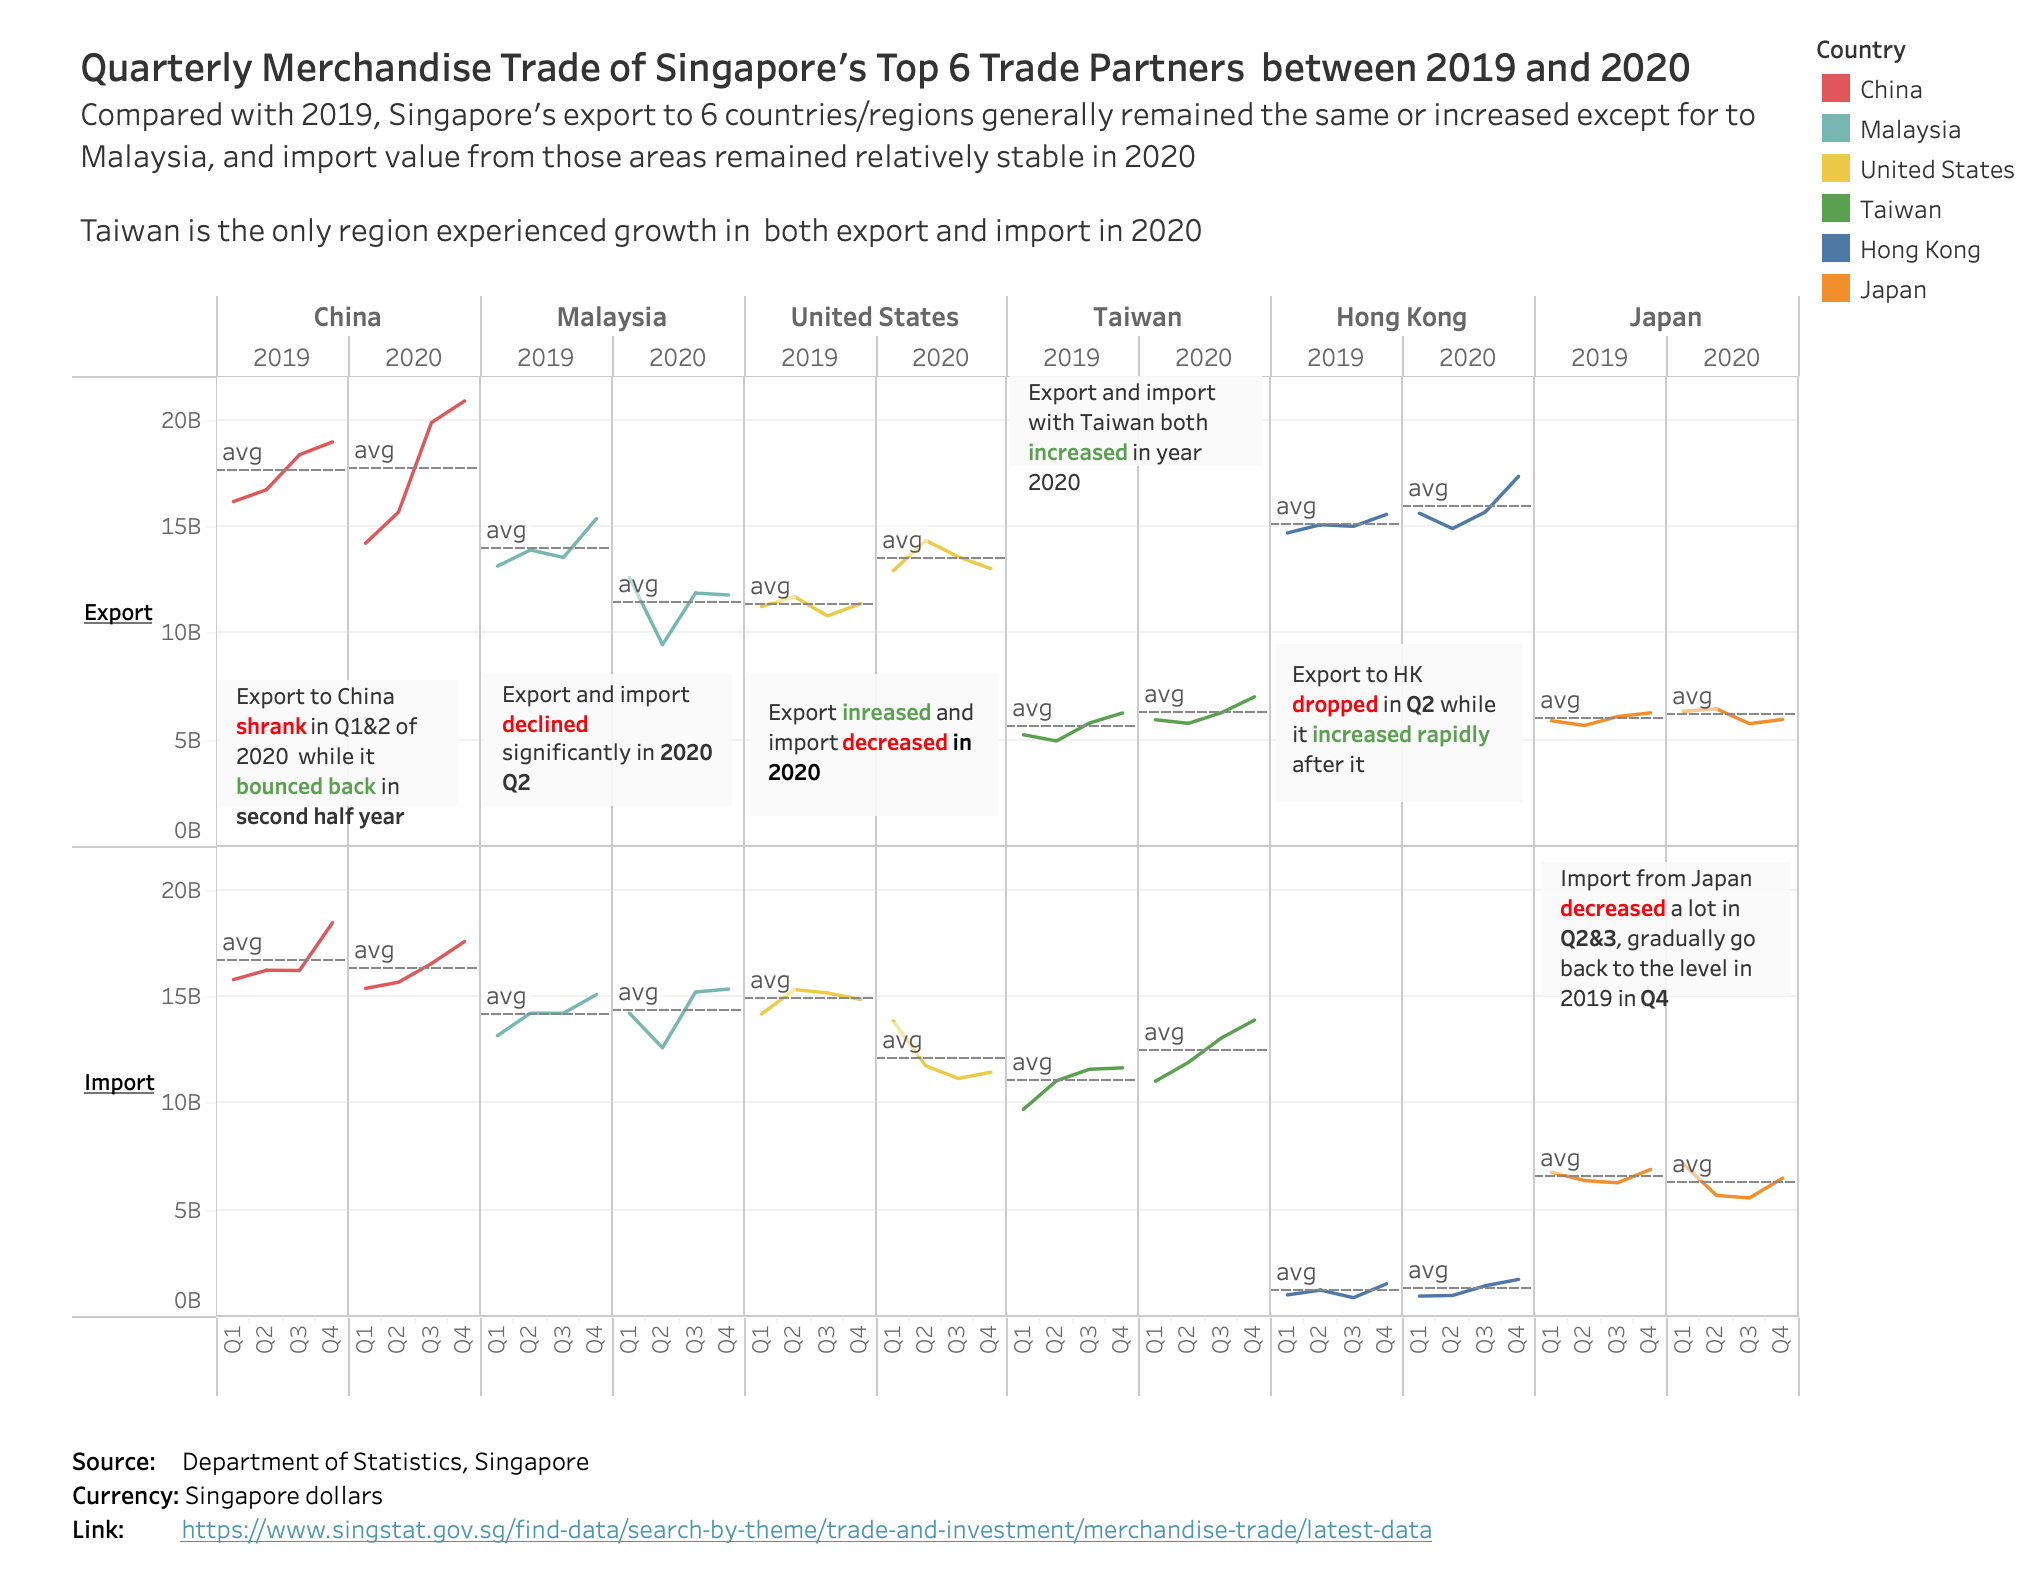 Quarterly Merchandise Trade of Singapore's Top 6 Trade Partners  between 2019 and 2020
Compared with 2019, Singapore's export to 6 countries/regions generally remained the same or increased except for to
Malaysia, and import value from those areas remained relatively stable in 2020
Taiwan is the only region experienced growth in  both export and import in 2020
Country
China
Malaysia
United States
Taiwan
Hong Kong
Japan
China Malaysia United States Taiwan Hong Kong Japan
2019 2020 2019 2020 2019 2020 2019 2020 2019 2020 2019 2020
Export
20B
15B
10B
5B
0B
avg avg avg avg avg avg avg avg avg avg avg avg
Export to China
shrank in Q1&2 of
2020  while it
bounced back in
second half year
Export and import
declined
significantly in 2020
Q2
Export inreased and
import decreased in
2020
Export and import
with Taiwan both
increased in year
2020
Export to HK
dropped in Q2 while
it increased rapidly
after it
Import
20B
15B
10B
5B
0B
avg avg avg avg avg avg avg avg avg avg avg avg
Import from Japan
decreased a lot in
Q2&3, gradually go
back to the level in
2019 in Q4
Q1 Q2 Q3 Q4 Q1 Q2 Q3 Q4 Q1 Q2 Q3 Q4 Q1 Q2 Q3 Q4 Q1 Q2 Q3 Q4 Q1 Q2 Q3 Q4 Q1 Q2 Q3 Q4 Q1 Q2 Q3 Q4 Q1 Q2 Q3 Q4 Q1 Q2 Q3 Q4 Q1 Q2 Q3 Q4 Q1 Q2 Q3 Q4
Source: Department of Statistics, Singapore
Currency: Singapore dollars
Link: https://www.singstat.gov.sg/find-data/search-by-theme/trade-and-investment/merchandise-trade/latest-data